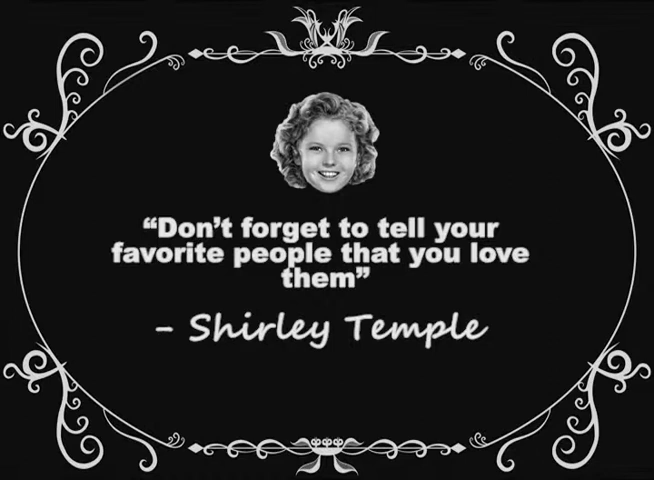 “Don’t forget to tell your
favorite people that you love
them”
- Shirley Temple